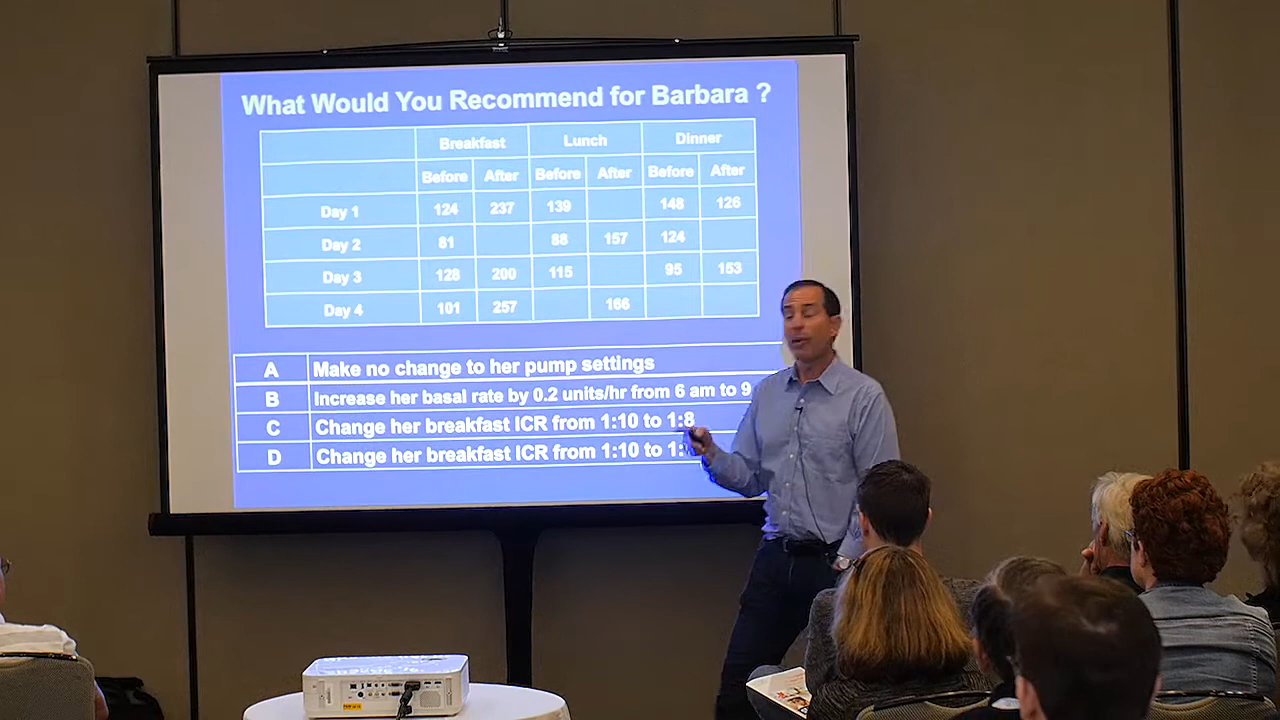 What Would You Recommend for Barbara ?
Breakfast Lunch Dinner
Before After Before After Before After
Day 1 124 237 139 148 126
Day 2 81 88 157 124
Day 3 128 200 115 95 153
Day 4 101 257 166
A Make no change to her pump settings
B Increase her basal rate by 0.2 units/hr from 6 am to 9
C Change her breakfast ICR from 1:10 to 1:8
D Change her breakfast ICR from 1:10 to 1: